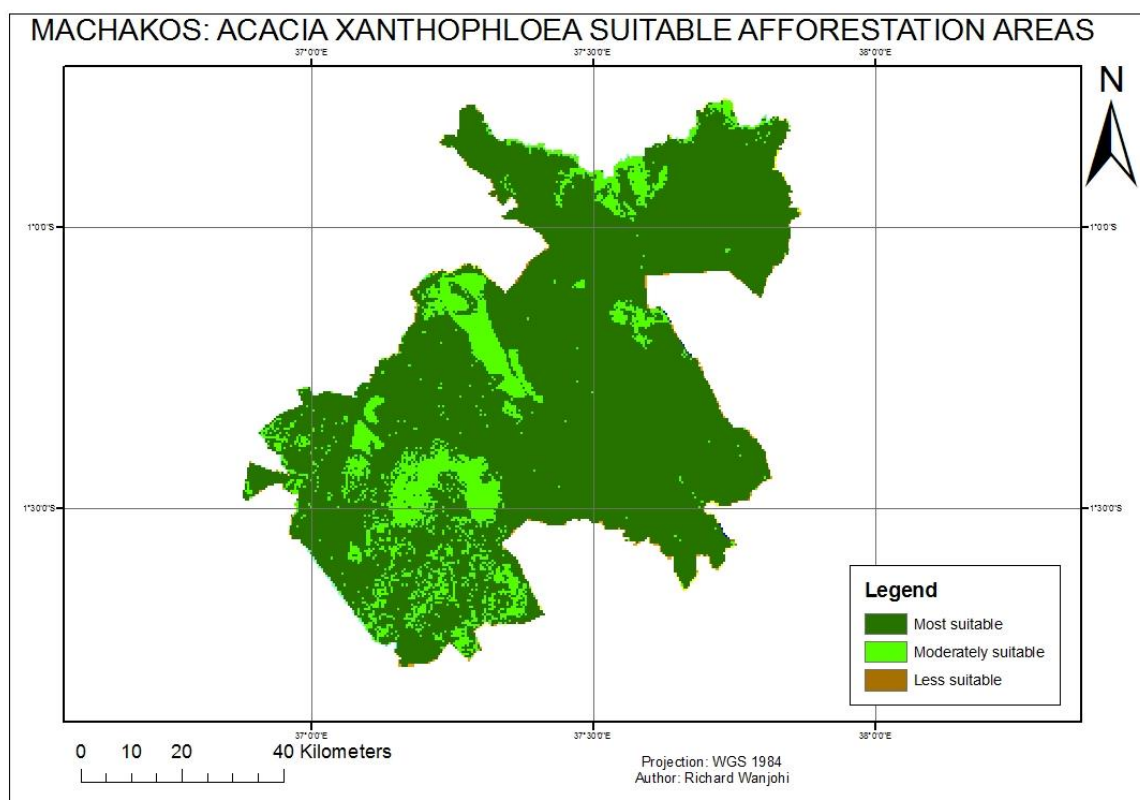 MACHAKOS: ACACIA XANTHOPHLOEA SUITABLE AFFORESTATION AREAS
37°0'0"E 37°30'0"E 38°0'0"E
N
1°0'0"S 1°0'0"S
1°30'0"S 1°30'0"S
Legend
Most suitable
Moderately suitable
Less suitable
37°0'0"E 37°30'0"E 38°0'0"E
0 10 20 40 Kilometers
Projection: WGS 1984
Author: Richard Wanjohi